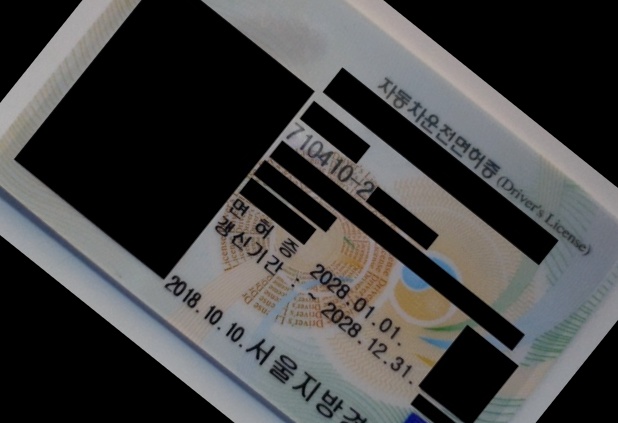 자동차운전면허증 (Driver's License)
710410-2
면 허 증
갱신기간 : 2028.01.01.
~ 2028.12.31.
2018.10.10.
서울지방경